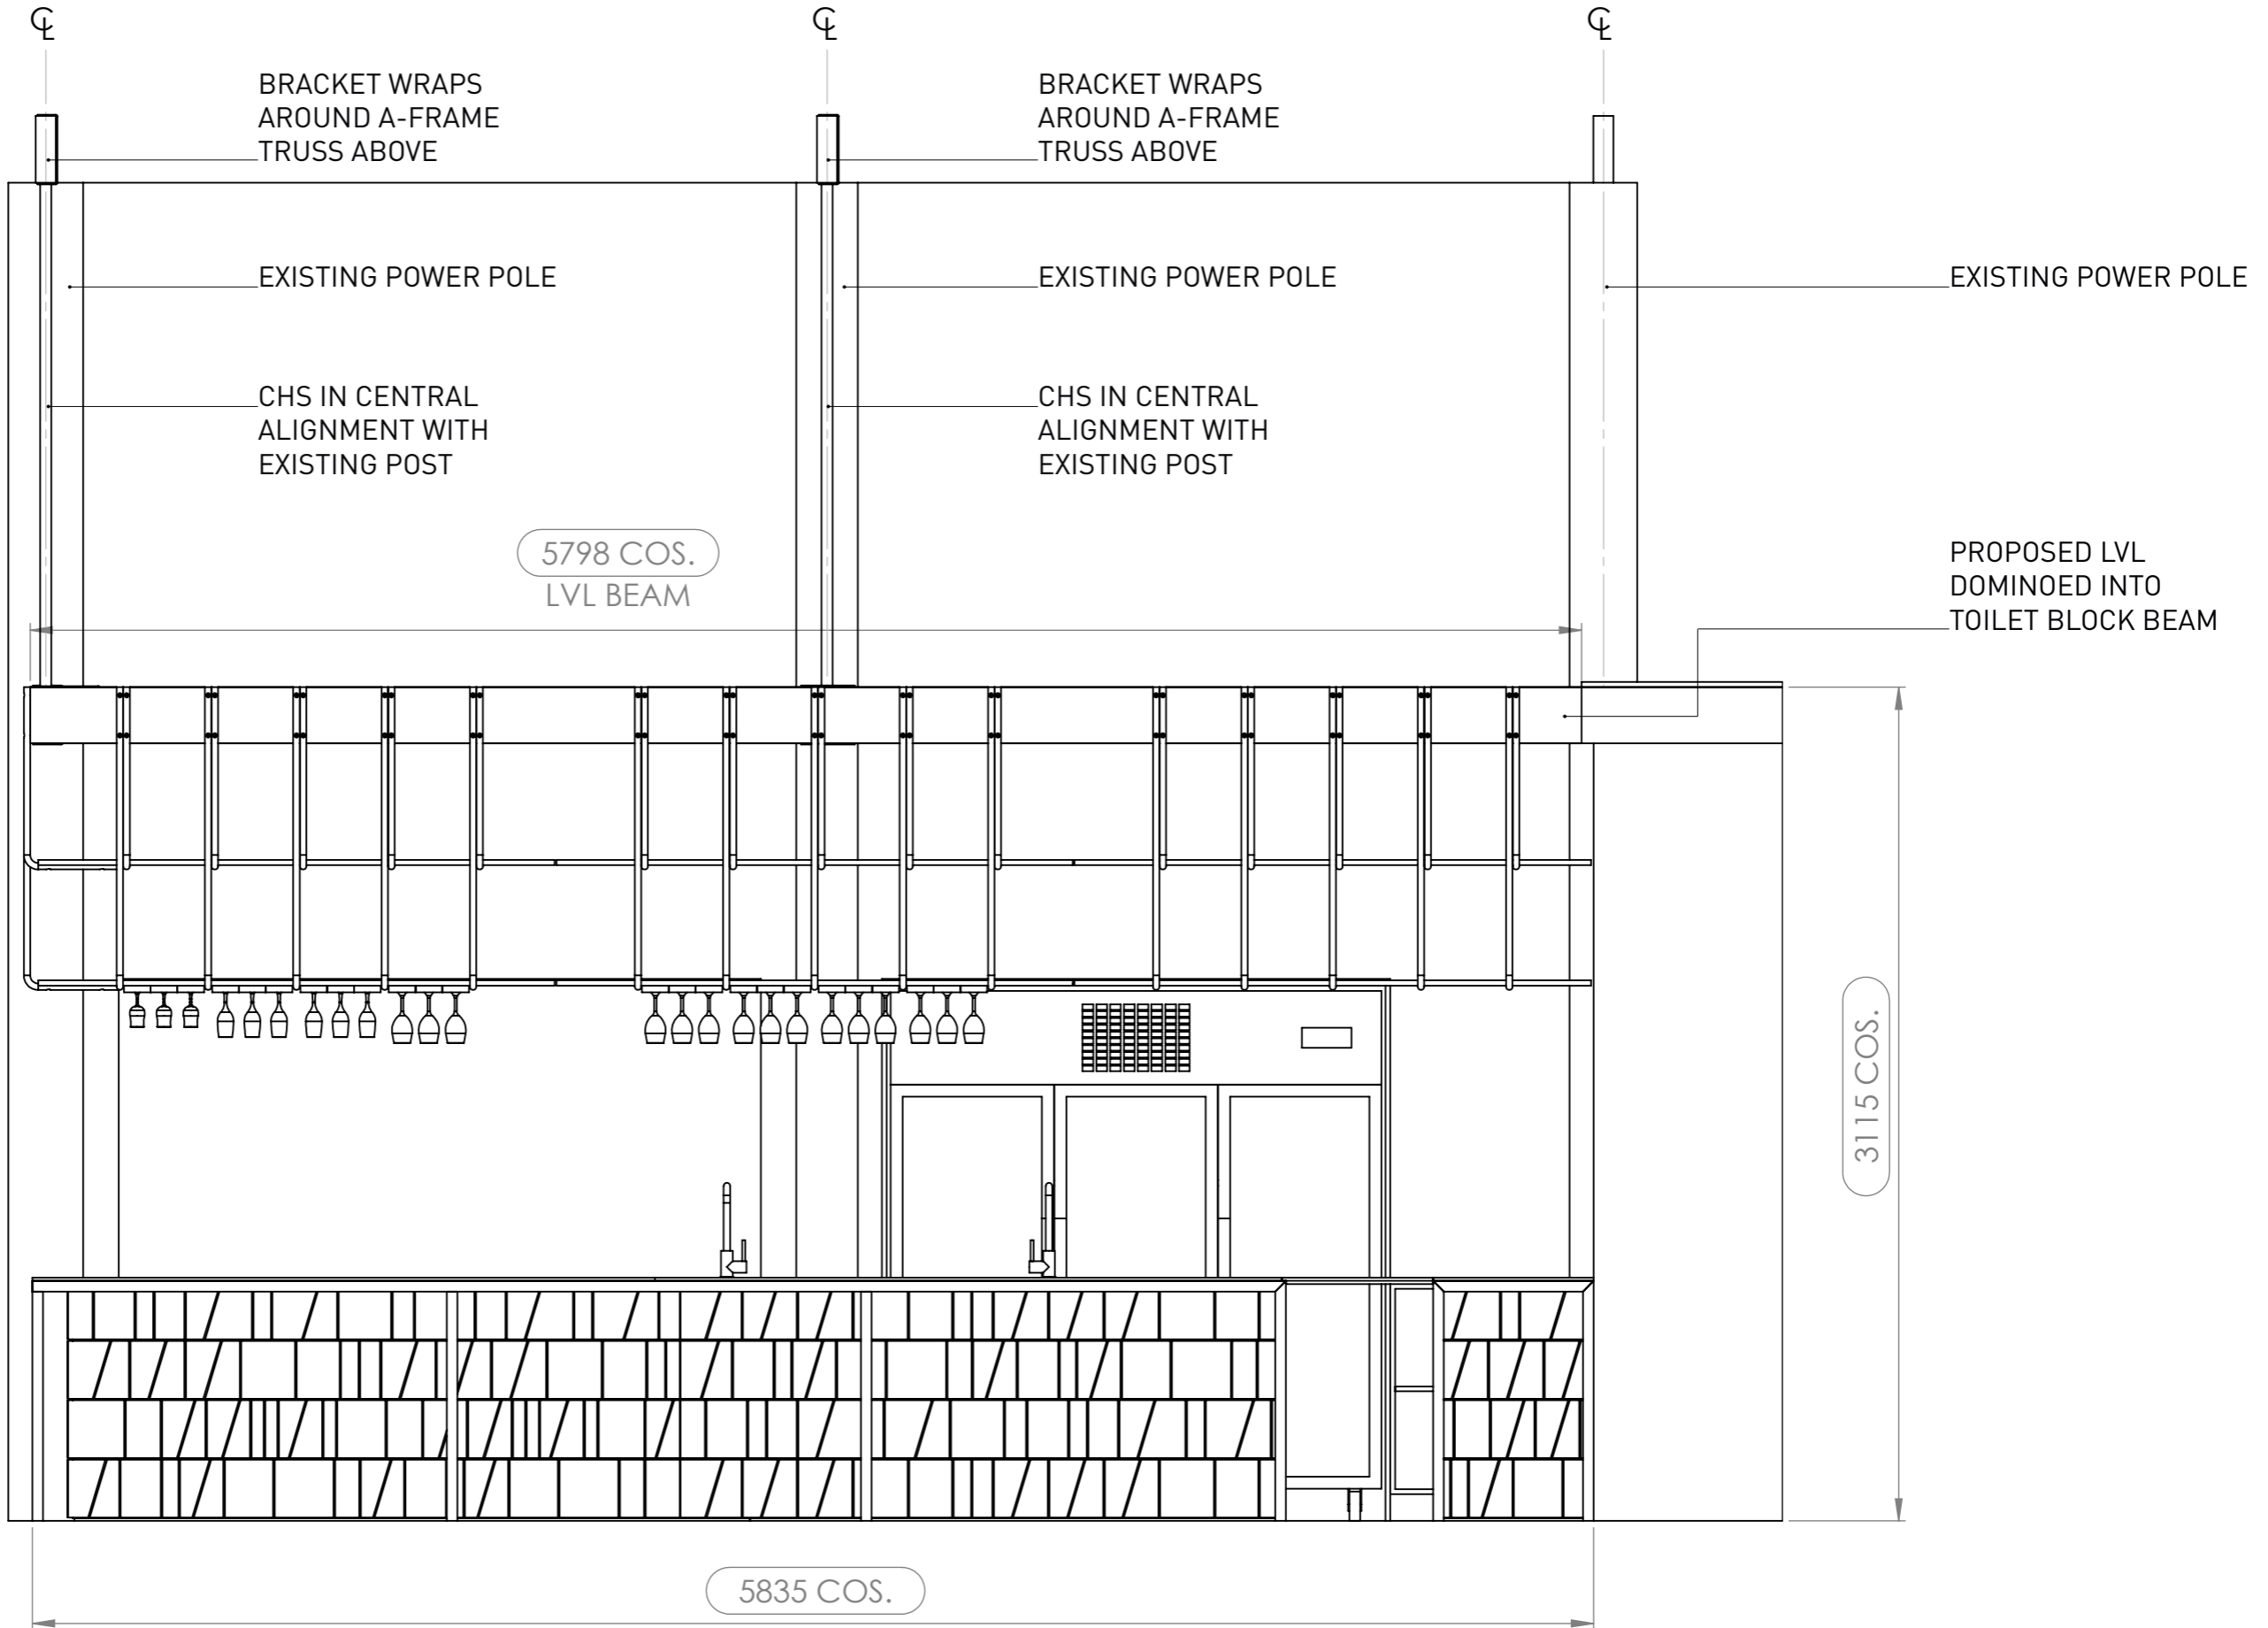 ℄ ℄ ℄
BRACKET WRAPS
AROUND A-FRAME
TRUSS ABOVE
BRACKET WRAPS
AROUND A-FRAME
TRUSS ABOVE
EXISTING POWER POLE
EXISTING POWER POLE
EXISTING POWER POLE
CHS IN CENTRAL
ALIGNMENT WITH
EXISTING POST
CHS IN CENTRAL
ALIGNMENT WITH
EXISTING POST
5798 COS.
LVL BEAM
PROPOSED LVL
DOMINOED INTO
TOILET BLOCK BEAM
3115 COS.
5835 COS.